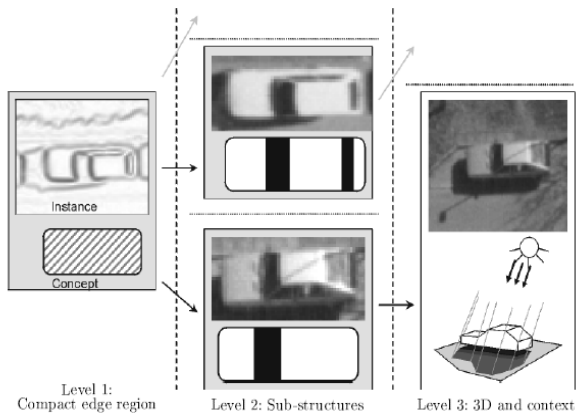 Instance
Concept
Level 1:
Compact edge region
Level 2: Sub-structures
Level 3: 3D and context